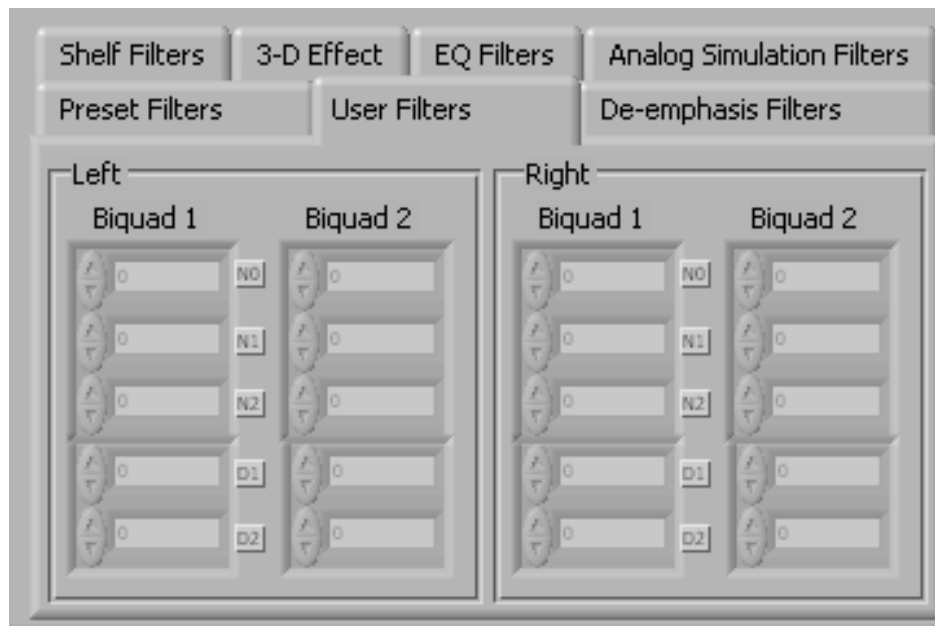 Shelf Filters 3-D Effect EQ Filters Analog Simulation Filters
Preset Filters User Filters De-emphasis Filters
Left Right
Biquad 1 Biquad 2 Biquad 1 Biquad 2
0 N0 0 0 N0 0
0 N1 0 0 N1 0
0 N2 0 0 N2 0
0 D1 0 0 D1 0
0 D2 0 0 D2 0